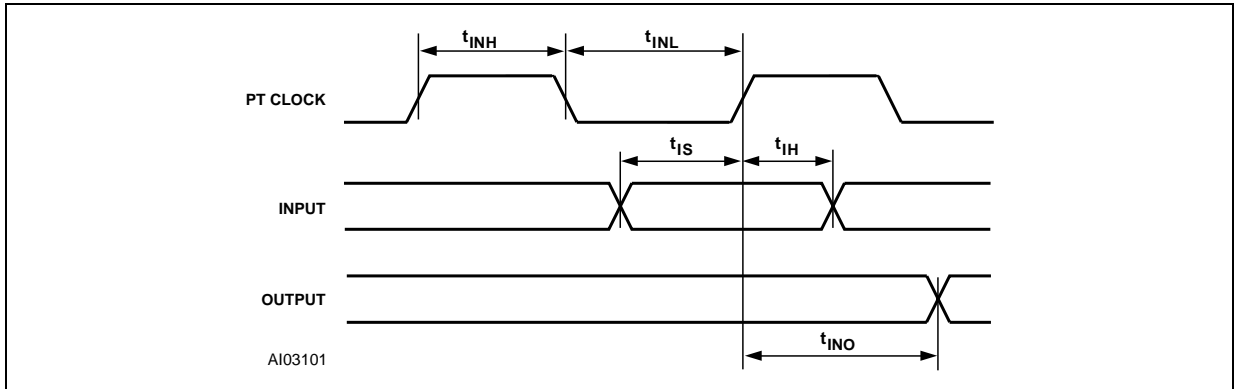 tINH
tINL
PT CLOCK
tIS
tIH
INPUT
OUTPUT
tINO
AI03101